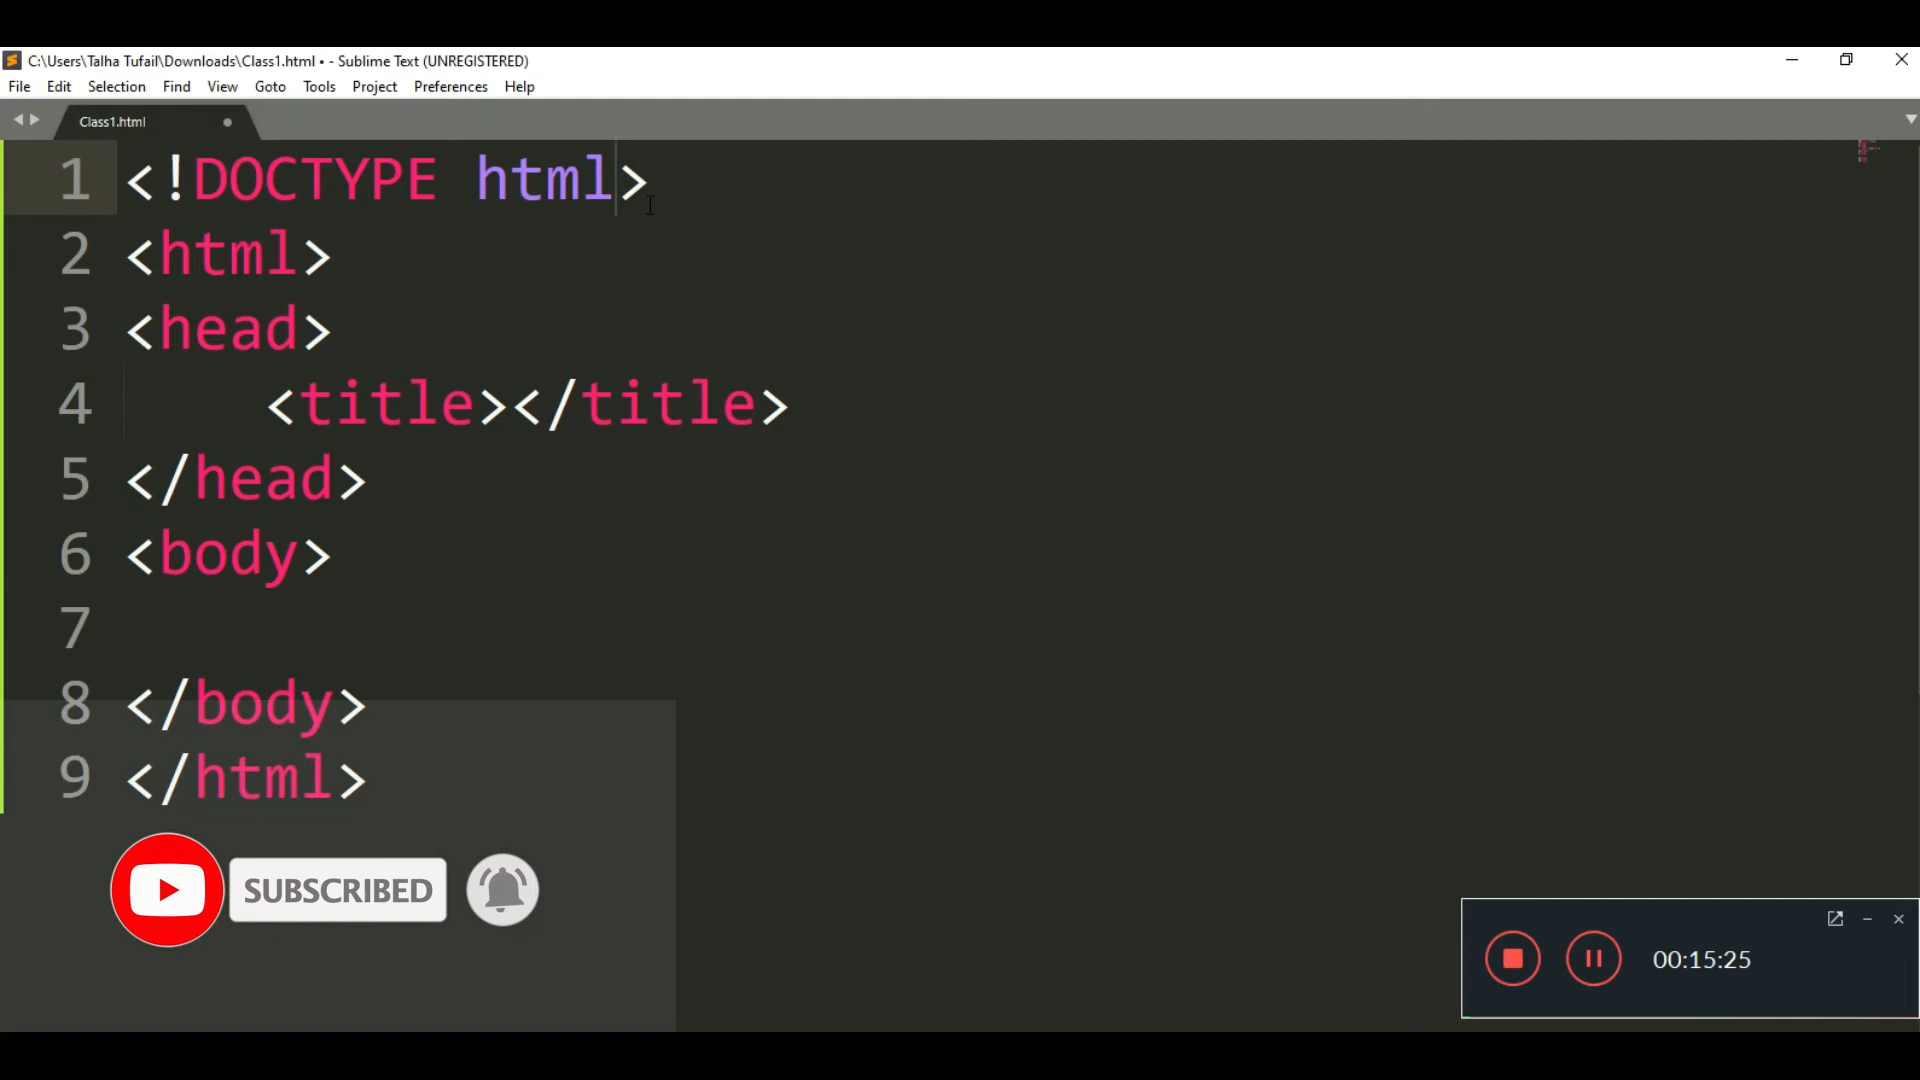 C:\Users\Talha Tufail\Downloads\Class1.html • - Sublime Text (UNREGISTERED)
File Edit Selection Find View Goto Tools Project Preferences Help
Class1.html
1 <!DOCTYPE html>
2 <html>
3 <head>
4 <title></title>
5 </head>
6 <body>
7
8 </body>
9 </html>
SUBSCRIBED
00:15:25